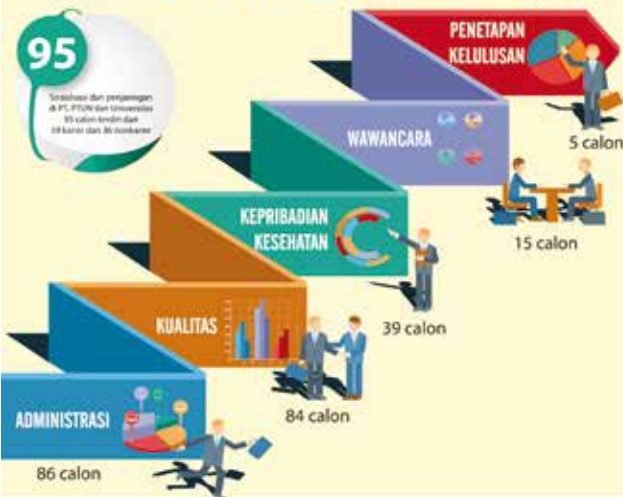 95
Sosialisasi dan penjaringan
di PT, PTUN dan Universitas
95 calon terdiri dari
59 karier dan 36 nonkarier
PENETAPAN
KELULUSAN
5 calon
WAWANCARA
15 calon
KEPRIBADIAN
KESEHATAN
39 calon
KUALITAS
84 calon
ADMINISTRASI
86 calon